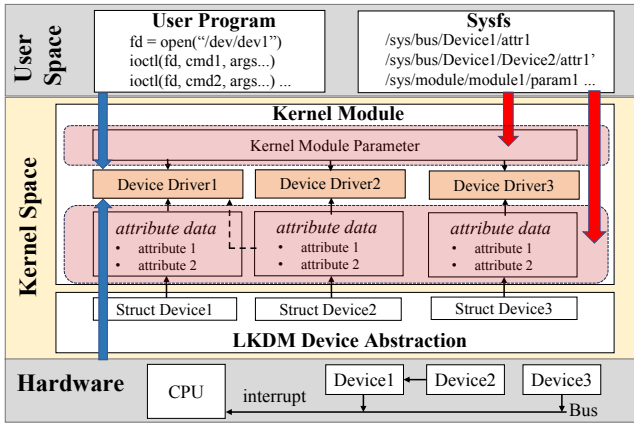 User Space
User Program
fd = open(“/dev/dev1”)
ioctl(fd, cmd1, args...)
ioctl(fd, cmd2, args...) ...
Sysfs
/sys/bus/Device1/attr1
/sys/bus/Device1/Device2/attr1’
/sys/module/module1/param1 ...
Kernel Space
Kernel Module
Kernel Module Parameter
Device Driver1
Device Driver2
Device Driver3
attribute data
• attribute 1
• attribute 2
attribute data
• attribute 1
• attribute 2
attribute data
• attribute 1
• attribute 2
Struct Device1
Struct Device2
Struct Device3
LKDM Device Abstraction
Hardware
CPU
interrupt
Device1
Device2
Device3
Bus